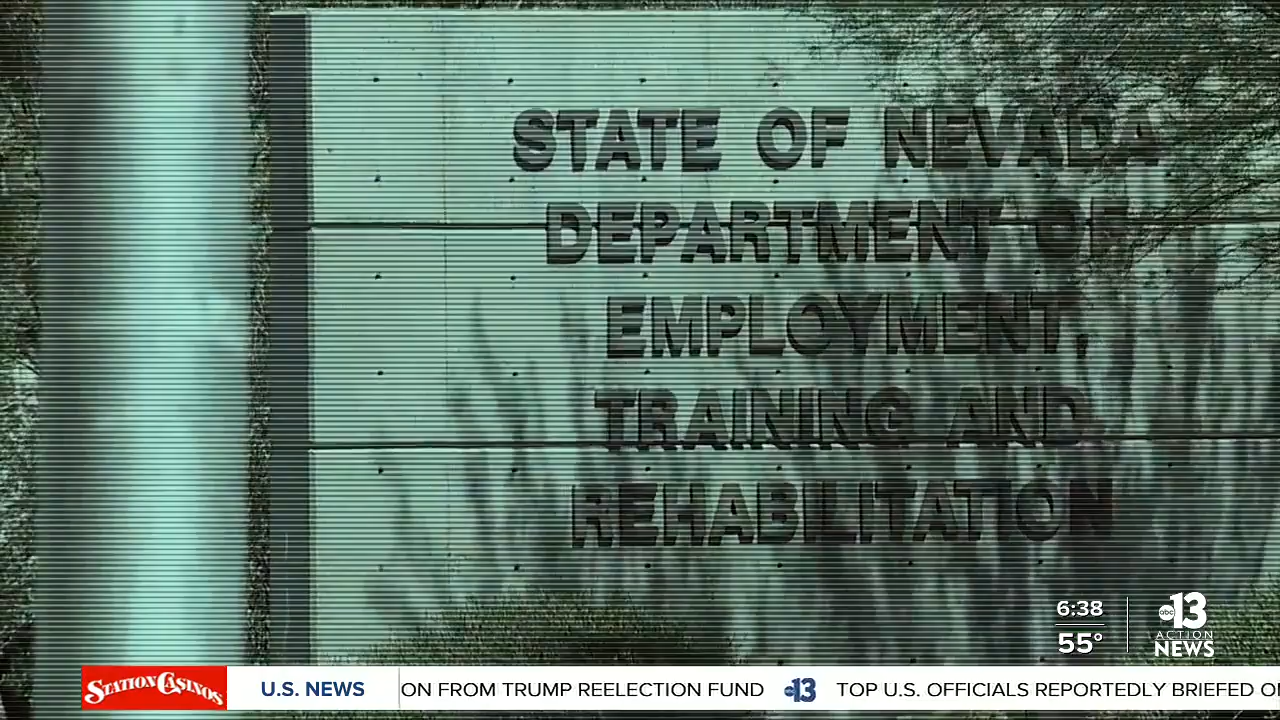 STATE OF NEVADA
DEPARTMENT OF
EMPLOYMENT,
TRAINING AND
REHABILITATION
6:38
55°
abc 13
ACTION
NEWS
STATION CASINOS
U.S. NEWS
ON FROM TRUMP REELECTION FUND
13
TOP U.S. OFFICIALS REPORTEDLY BRIEFED